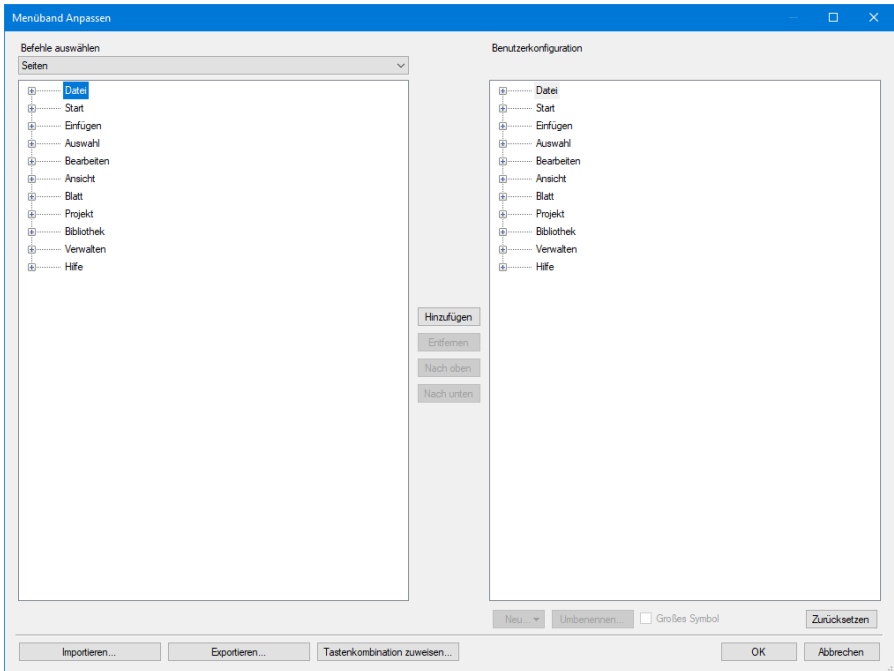 Menüband Anpassen
Befehle auswählen
Seiten
Datei
Start
Einfügen
Auswahl
Bearbeiten
Ansicht
Blatt
Projekt
Bibliothek
Verwalten
Hilfe
Hinzufügen
Entfernen
Nach oben
Nach unten
Benutzerkonfiguration
Datei
Start
Einfügen
Auswahl
Bearbeiten
Ansicht
Blatt
Projekt
Bibliothek
Verwalten
Hilfe
Neu... Umbenennen... Großes Symbol Zurücksetzen
Importieren... Exportieren... Tastenkombination zuweisen... OK Abbrechen